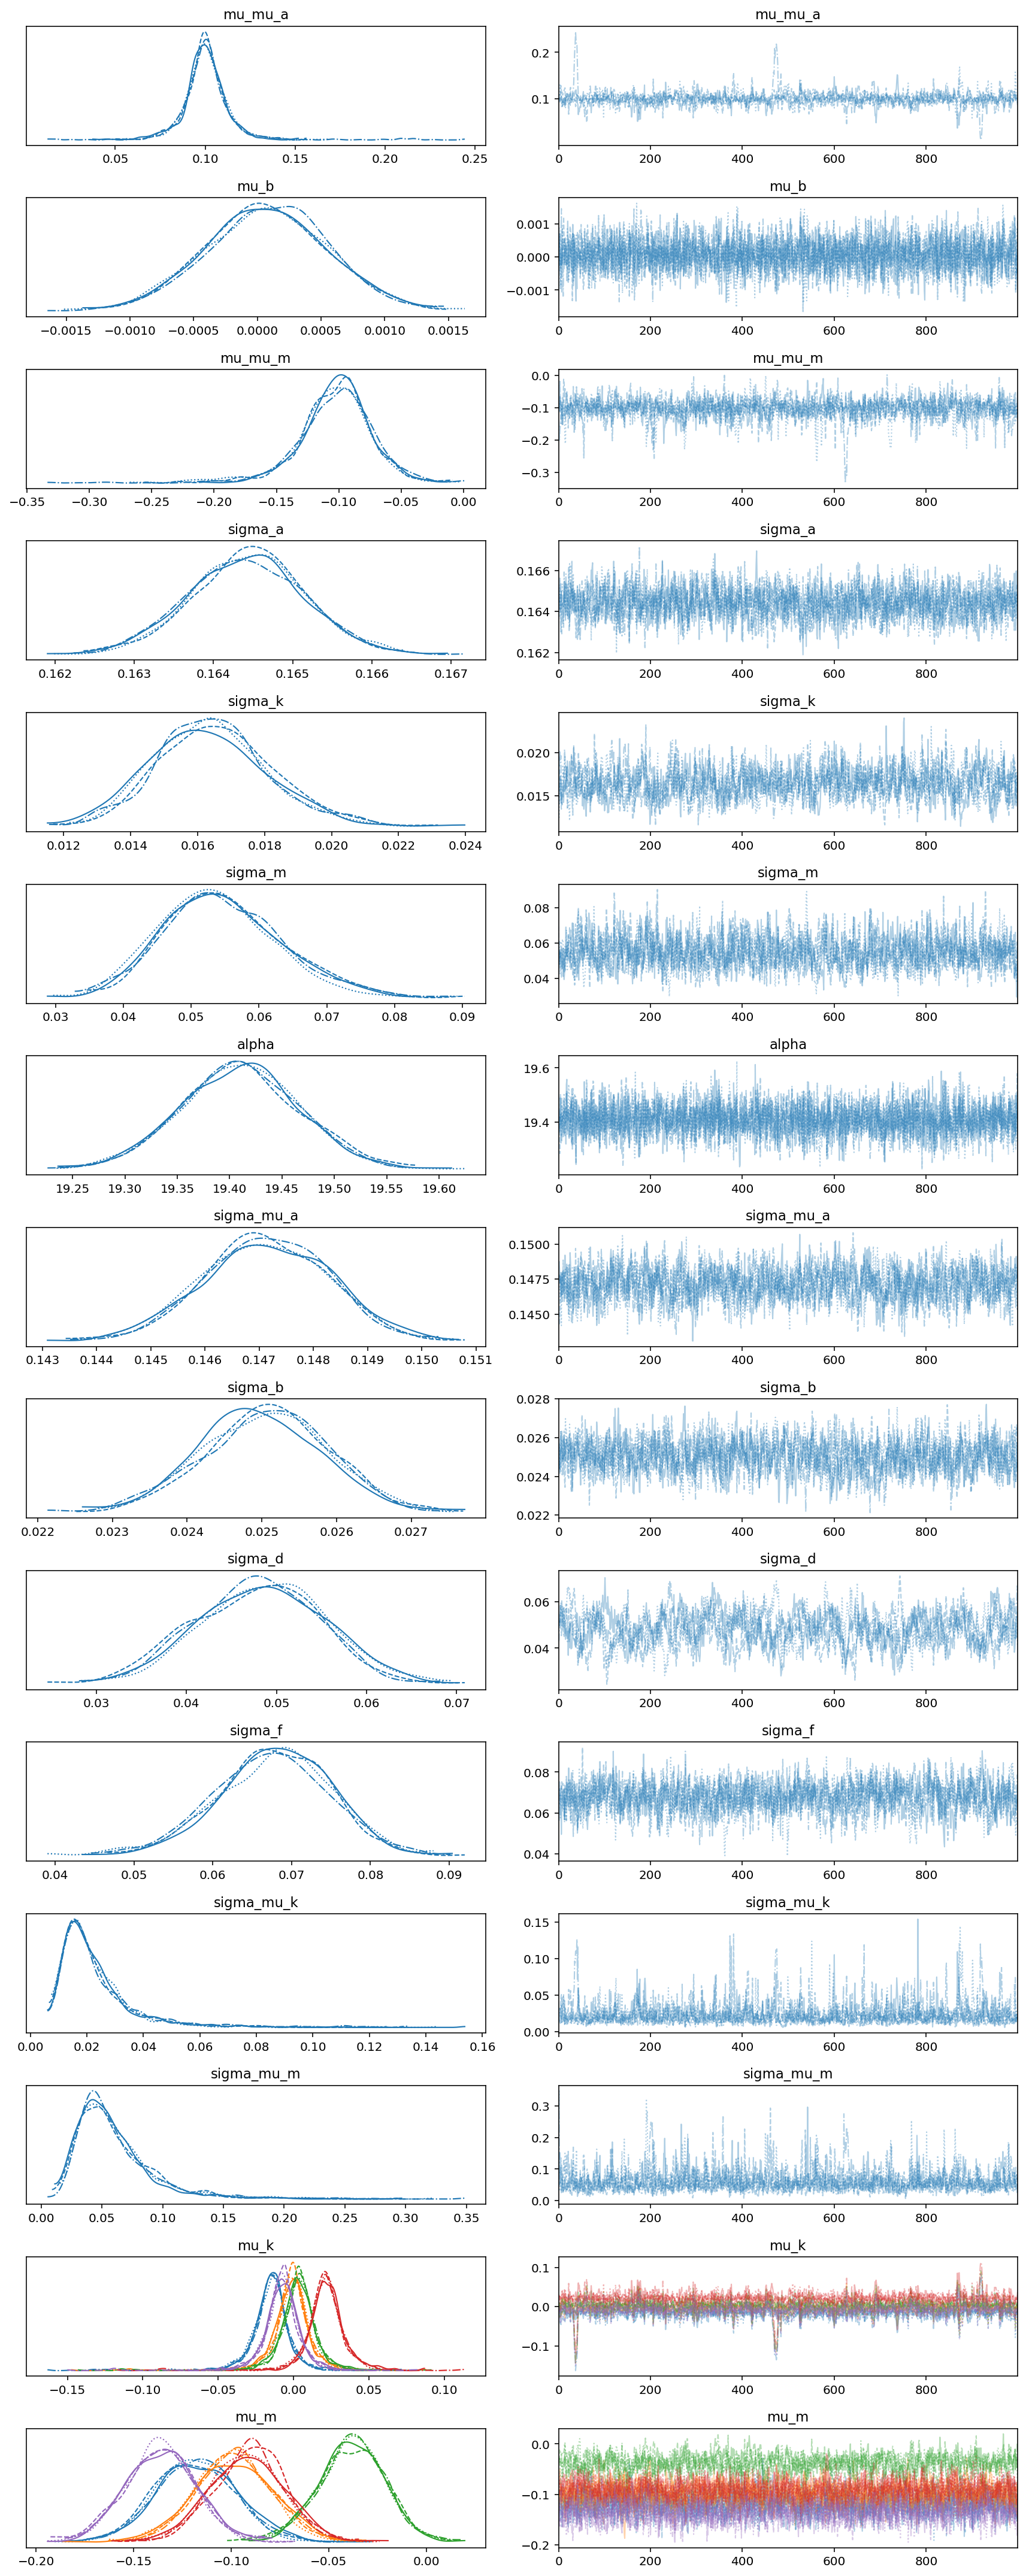 mu_mu_a mu_mu_a
0.2
0.1
0.05 0.10 0.15 0.20 0.25 0 200 400 600 800
mu_b mu_b
0.001
0.000
−0.001
−0.0015 −0.0010 −0.0005 0.0000 0.0005 0.0010 0.0015 0 200 400 600 800
mu_mu_m mu_mu_m
0.0
−0.1
−0.2
−0.3
−0.35 −0.30 −0.25 −0.20 −0.15 −0.10 −0.05 0.00 0 200 400 600 800
sigma_a sigma_a
0.166
0.164
0.162
0.162 0.163 0.164 0.165 0.166 0.167 0 200 400 600 800
sigma_k sigma_k
0.020
0.015
0.012 0.014 0.016 0.018 0.020 0.022 0.024 0 200 400 600 800
sigma_m sigma_m
0.08
0.06
0.04
0.03 0.04 0.05 0.06 0.07 0.08 0.09 0 200 400 600 800
alpha alpha
19.6
19.4
19.25 19.30 19.35 19.40 19.45 19.50 19.55 19.60 0 200 400 600 800
sigma_mu_a sigma_mu_a
0.1500
0.1475
0.1450
0.143 0.144 0.145 0.146 0.147 0.148 0.149 0.150 0.151 0 200 400 600 800
sigma_b sigma_b
0.028
0.026
0.024
0.022
0.022 0.023 0.024 0.025 0.026 0.027 0 200 400 600 800
sigma_d sigma_d
0.06
0.04
0.03 0.04 0.05 0.06 0.07 0 200 400 600 800
sigma_f sigma_f
0.08
0.06
0.04
0.04 0.05 0.06 0.07 0.08 0.09 0 200 400 600 800
sigma_mu_k sigma_mu_k
0.15
0.10
0.05
0.00
0.00 0.02 0.04 0.06 0.08 0.10 0.12 0.14 0.16 0 200 400 600 800
sigma_mu_m sigma_mu_m
0.3
0.2
0.1
0.0
0.00 0.05 0.10 0.15 0.20 0.25 0.30 0.35 0 200 400 600 800
mu_k mu_k
0.1
0.0
−0.1
−0.15 −0.10 −0.05 0.00 0.05 0.10 0 200 400 600 800
mu_m mu_m
0.0
−0.1
−0.2
−0.20 −0.15 −0.10 −0.05 0.00 0 200 400 600 800